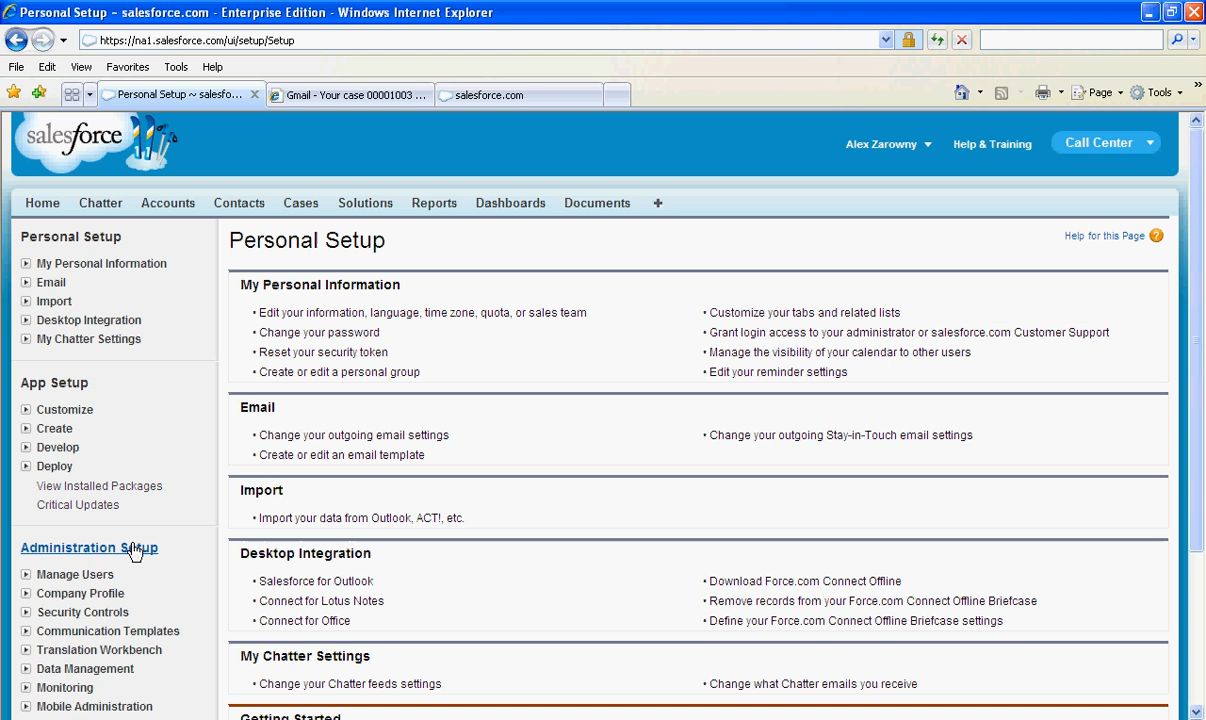 Personal Setup ~ salesforce.com - Enterprise Edition - Windows Internet Explorer
https://na1.salesforce.com/ui/setup/Setup
File Edit View Favorites Tools Help
Personal Setup ~ salesfo... Gmail - Your case 00001003 ... salesforce.com Page Tools
salesforce
Alex Zarowny Help & Training Call Center
Home Chatter Accounts Contacts Cases Solutions Reports Dashboards Documents
Personal Setup
My Personal Information
Email
Import
Desktop Integration
My Chatter Settings
App Setup
Customize
Create
Develop
Deploy
View Installed Packages
Critical Updates
Administration Setup
Manage Users
Company Profile
Security Controls
Communication Templates
Translation Workbench
Data Management
Monitoring
Mobile Administration
Personal Setup
Help for this Page ?
My Personal Information
• Edit your information, language, time zone, quota, or sales team
• Change your password
• Reset your security token
• Create or edit a personal group
• Customize your tabs and related lists
• Grant login access to your administrator or salesforce.com Customer Support
• Manage the visibility of your calendar to other users
• Edit your reminder settings
Email
• Change your outgoing email settings
• Create or edit an email template
• Change your outgoing Stay-in-Touch email settings
Import
• Import your data from Outlook, ACT!, etc.
Desktop Integration
• Salesforce for Outlook
• Connect for Lotus Notes
• Connect for Office
• Download Force.com Connect Offline
• Remove records from your Force.com Connect Offline Briefcase
• Define your Force.com Connect Offline Briefcase settings
My Chatter Settings
• Change your Chatter feeds settings
• Change what Chatter emails you receive
Getting Started